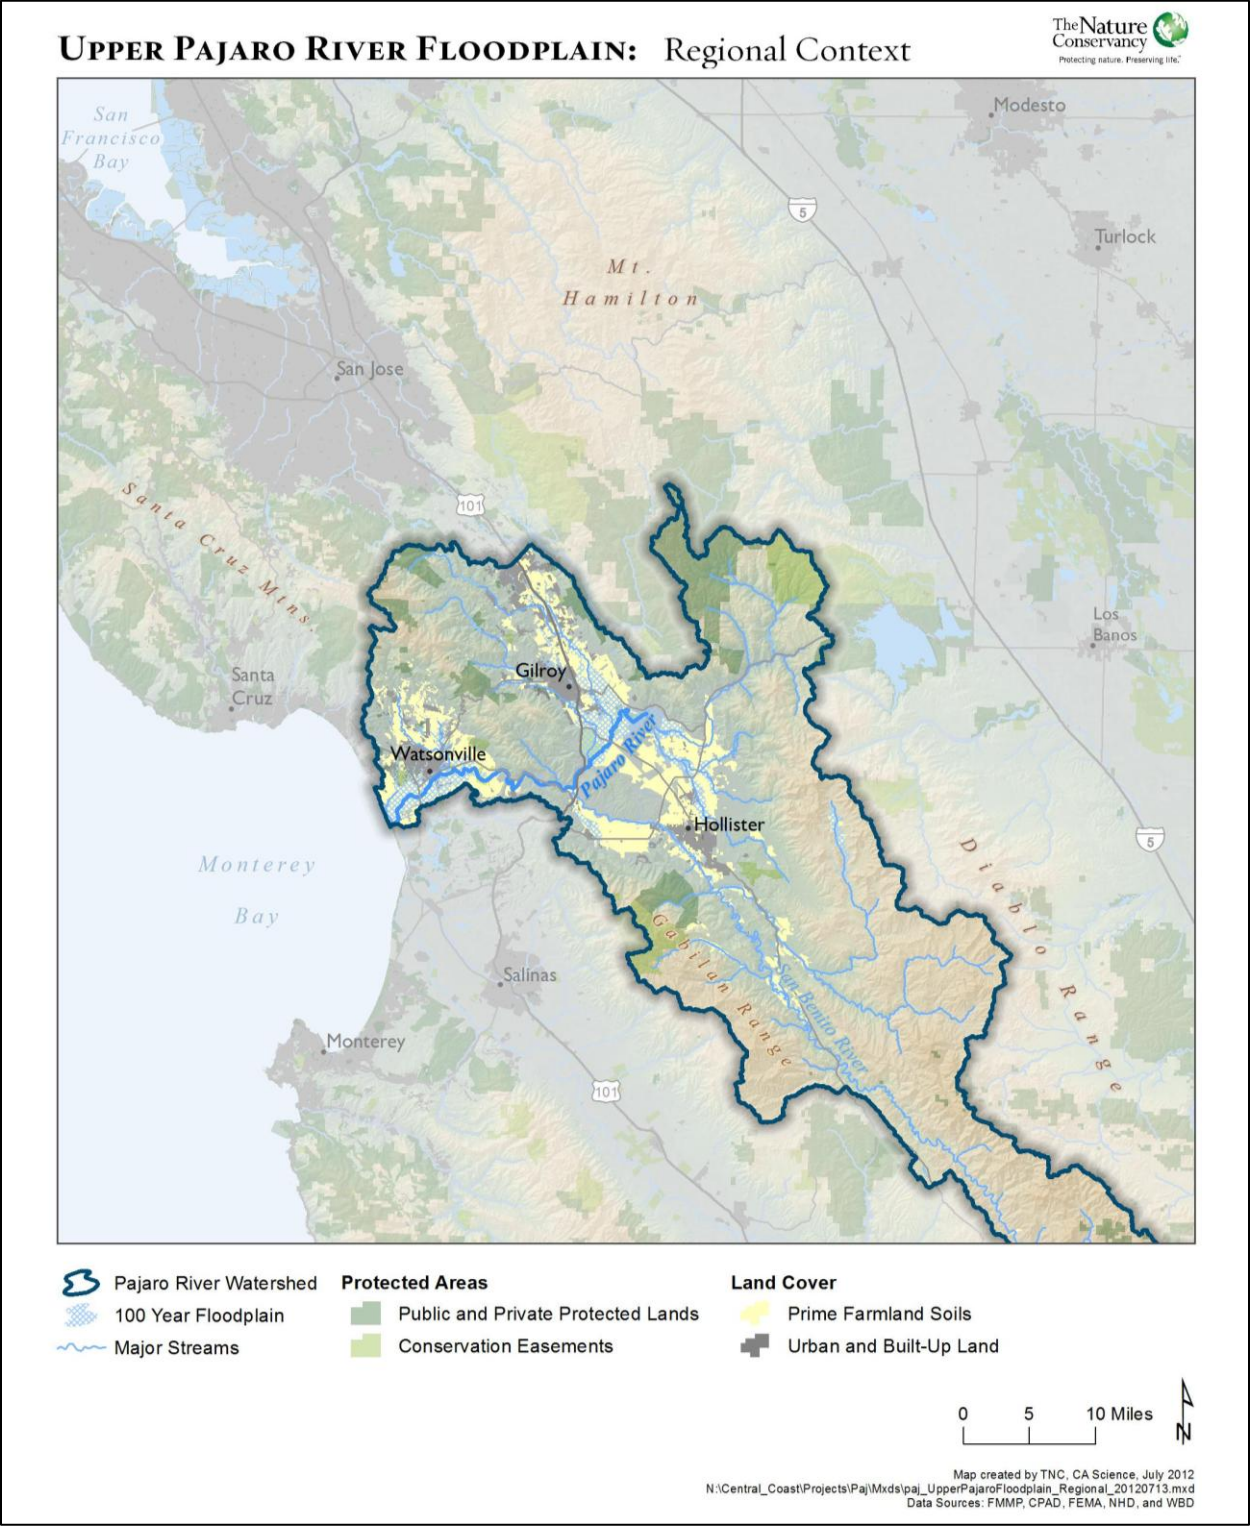 UPPER PAJARO RIVER FLOODPLAIN: Regional Context
The Nature
Conservancy
Protecting nature. Preserving life.™
San
Francisco
Bay
Modesto
5
Turlock
Mt.
Hamilton
San Jose
Santa Cruz Mtns.
101
Los
Banos
Gilroy
Santa
Cruz
Pajaro River
Watsonville
Hollister
5
Monterey
Bay
Diablo Range
Gabilan Range
San Benito River
Salinas
Monterey
101
Pajaro River Watershed
100 Year Floodplain
Major Streams
Protected Areas
Public and Private Protected Lands
Conservation Easements
Land Cover
Prime Farmland Soils
Urban and Built-Up Land
0 5 10 Miles
N
Map created by TNC, CA Science, July 2012
N:\Central_Coast\Projects\Paj\Mxds\paj_UpperPajaroFloodplain_Regional_20120713.mxd
Data Sources: FMMP, CPAD, FEMA, NHD, and WBD